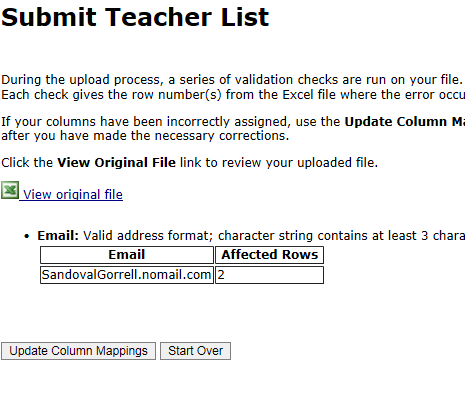 Submit Teacher List
During the upload process, a series of validation checks are run on your file.
Each check gives the row number(s) from the Excel file where the error occu
If your columns have been incorrectly assigned, use the Update Column Ma
after you have made the necessary corrections.
Click the View Original File link to review your uploaded file.
View original file
• Email: Valid address format; character string contains at least 3 chara
Email Affected Rows
SandovalGorrell.nomail.com 2
Update Column Mappings Start Over